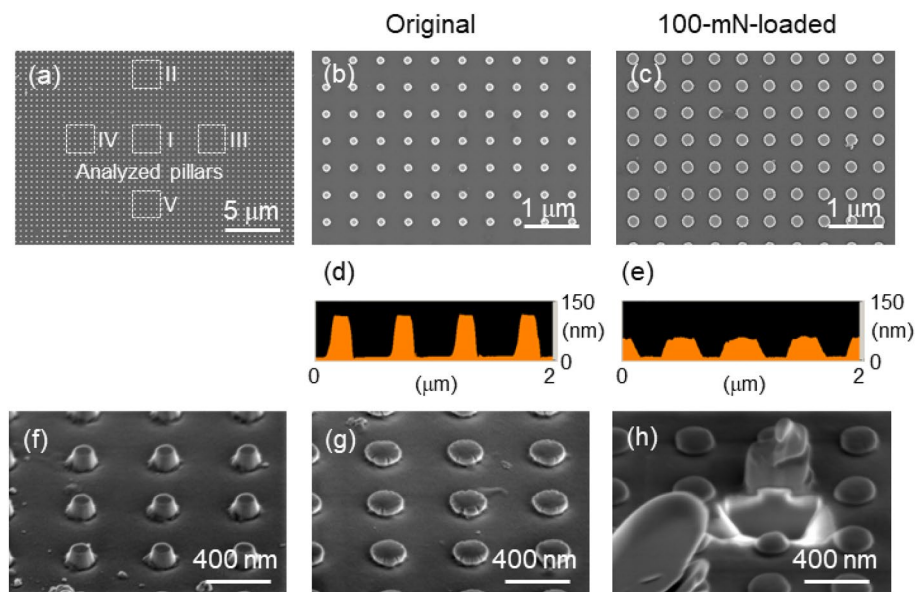 Original
100-mN-loaded
(a)
II
IV
I
III
Analyzed pillars
V
5 μm
(b)
1 μm
(c)
1 μm
(d)
150
(nm)
0
0
(μm)
2
(e)
150
(nm)
0
0
(μm)
2
(f)
400 nm
(g)
400 nm
(h)
400 nm